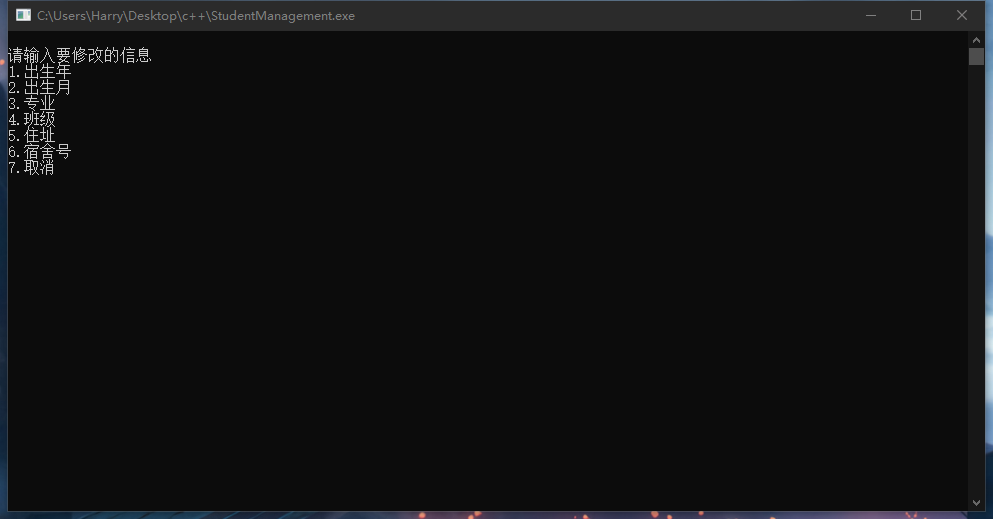 C:\Users\Harry\Desktop\c++\StudentManagement.exe
请输入要修改的信息
1.出生年
2.出生月
3.专业
4.班级
5.住址
6.宿舍号
7.取消